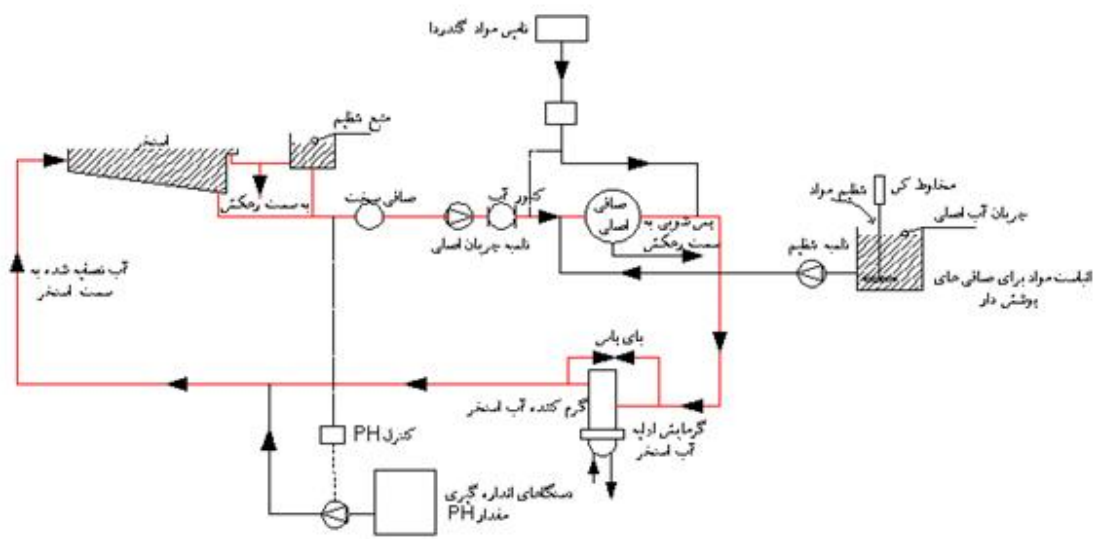 تامین مواد گندزدا
منبع تنظیم
استخر
به سمت زهکش
صافی سخت
کنتور آب
تلمبه جریان اصلی
صافی
اصلی
پس شویی به
سمت زهکش
مخلوط کن
تنظیم مواد
جریان آب اصلی
تلمبه تنظیم
انباشت مواد برای صافی های
پوشش دار
آب تصفیه شده به
سمت استخر
بای پاس
گرم کننده آب استخر
گرمایش اولیه
آب استخر
کنترل PH
دستگاهای اندازه گیری
مقدار PH